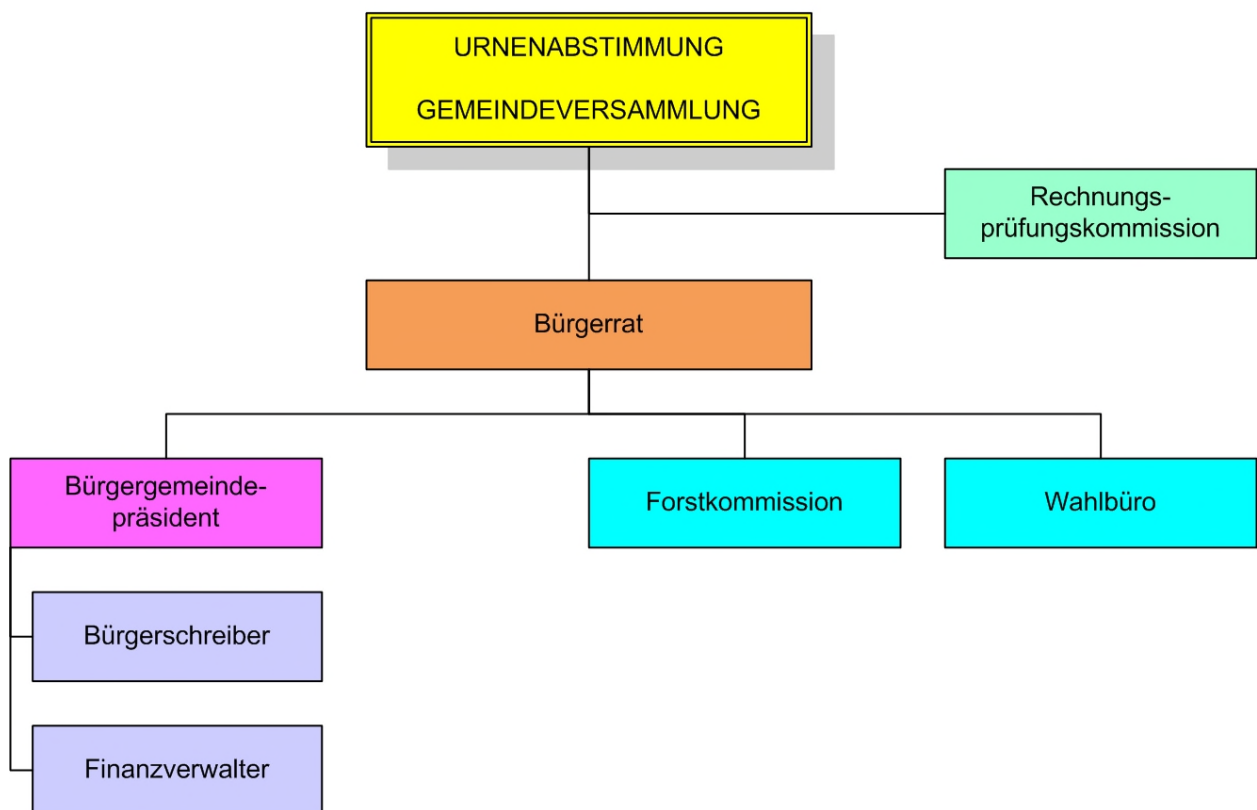 URNENABSTIMMUNG
GEMEINDEVERSAMMLUNG
Rechnungs-
prüfungskommission
Bürgerrat
Bürgergemeinde-
präsident
Forstkommission
Wahlbüro
Bürgerschreiber
Finanzverwalter